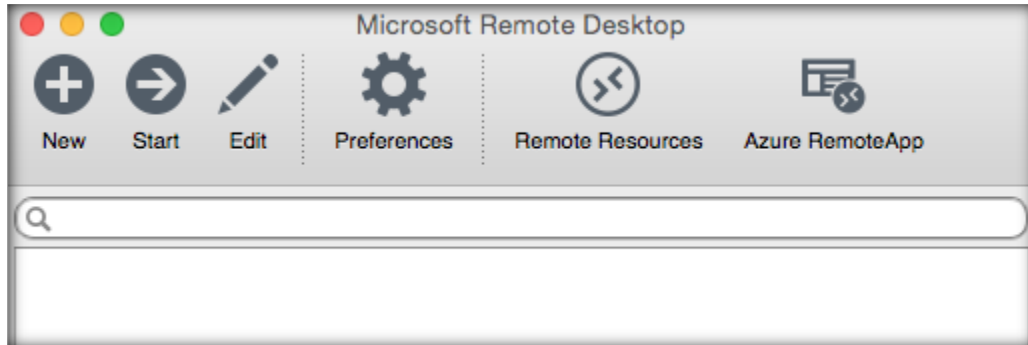 Microsoft Remote Desktop
New Start Edit Preferences Remote Resources Azure RemoteApp